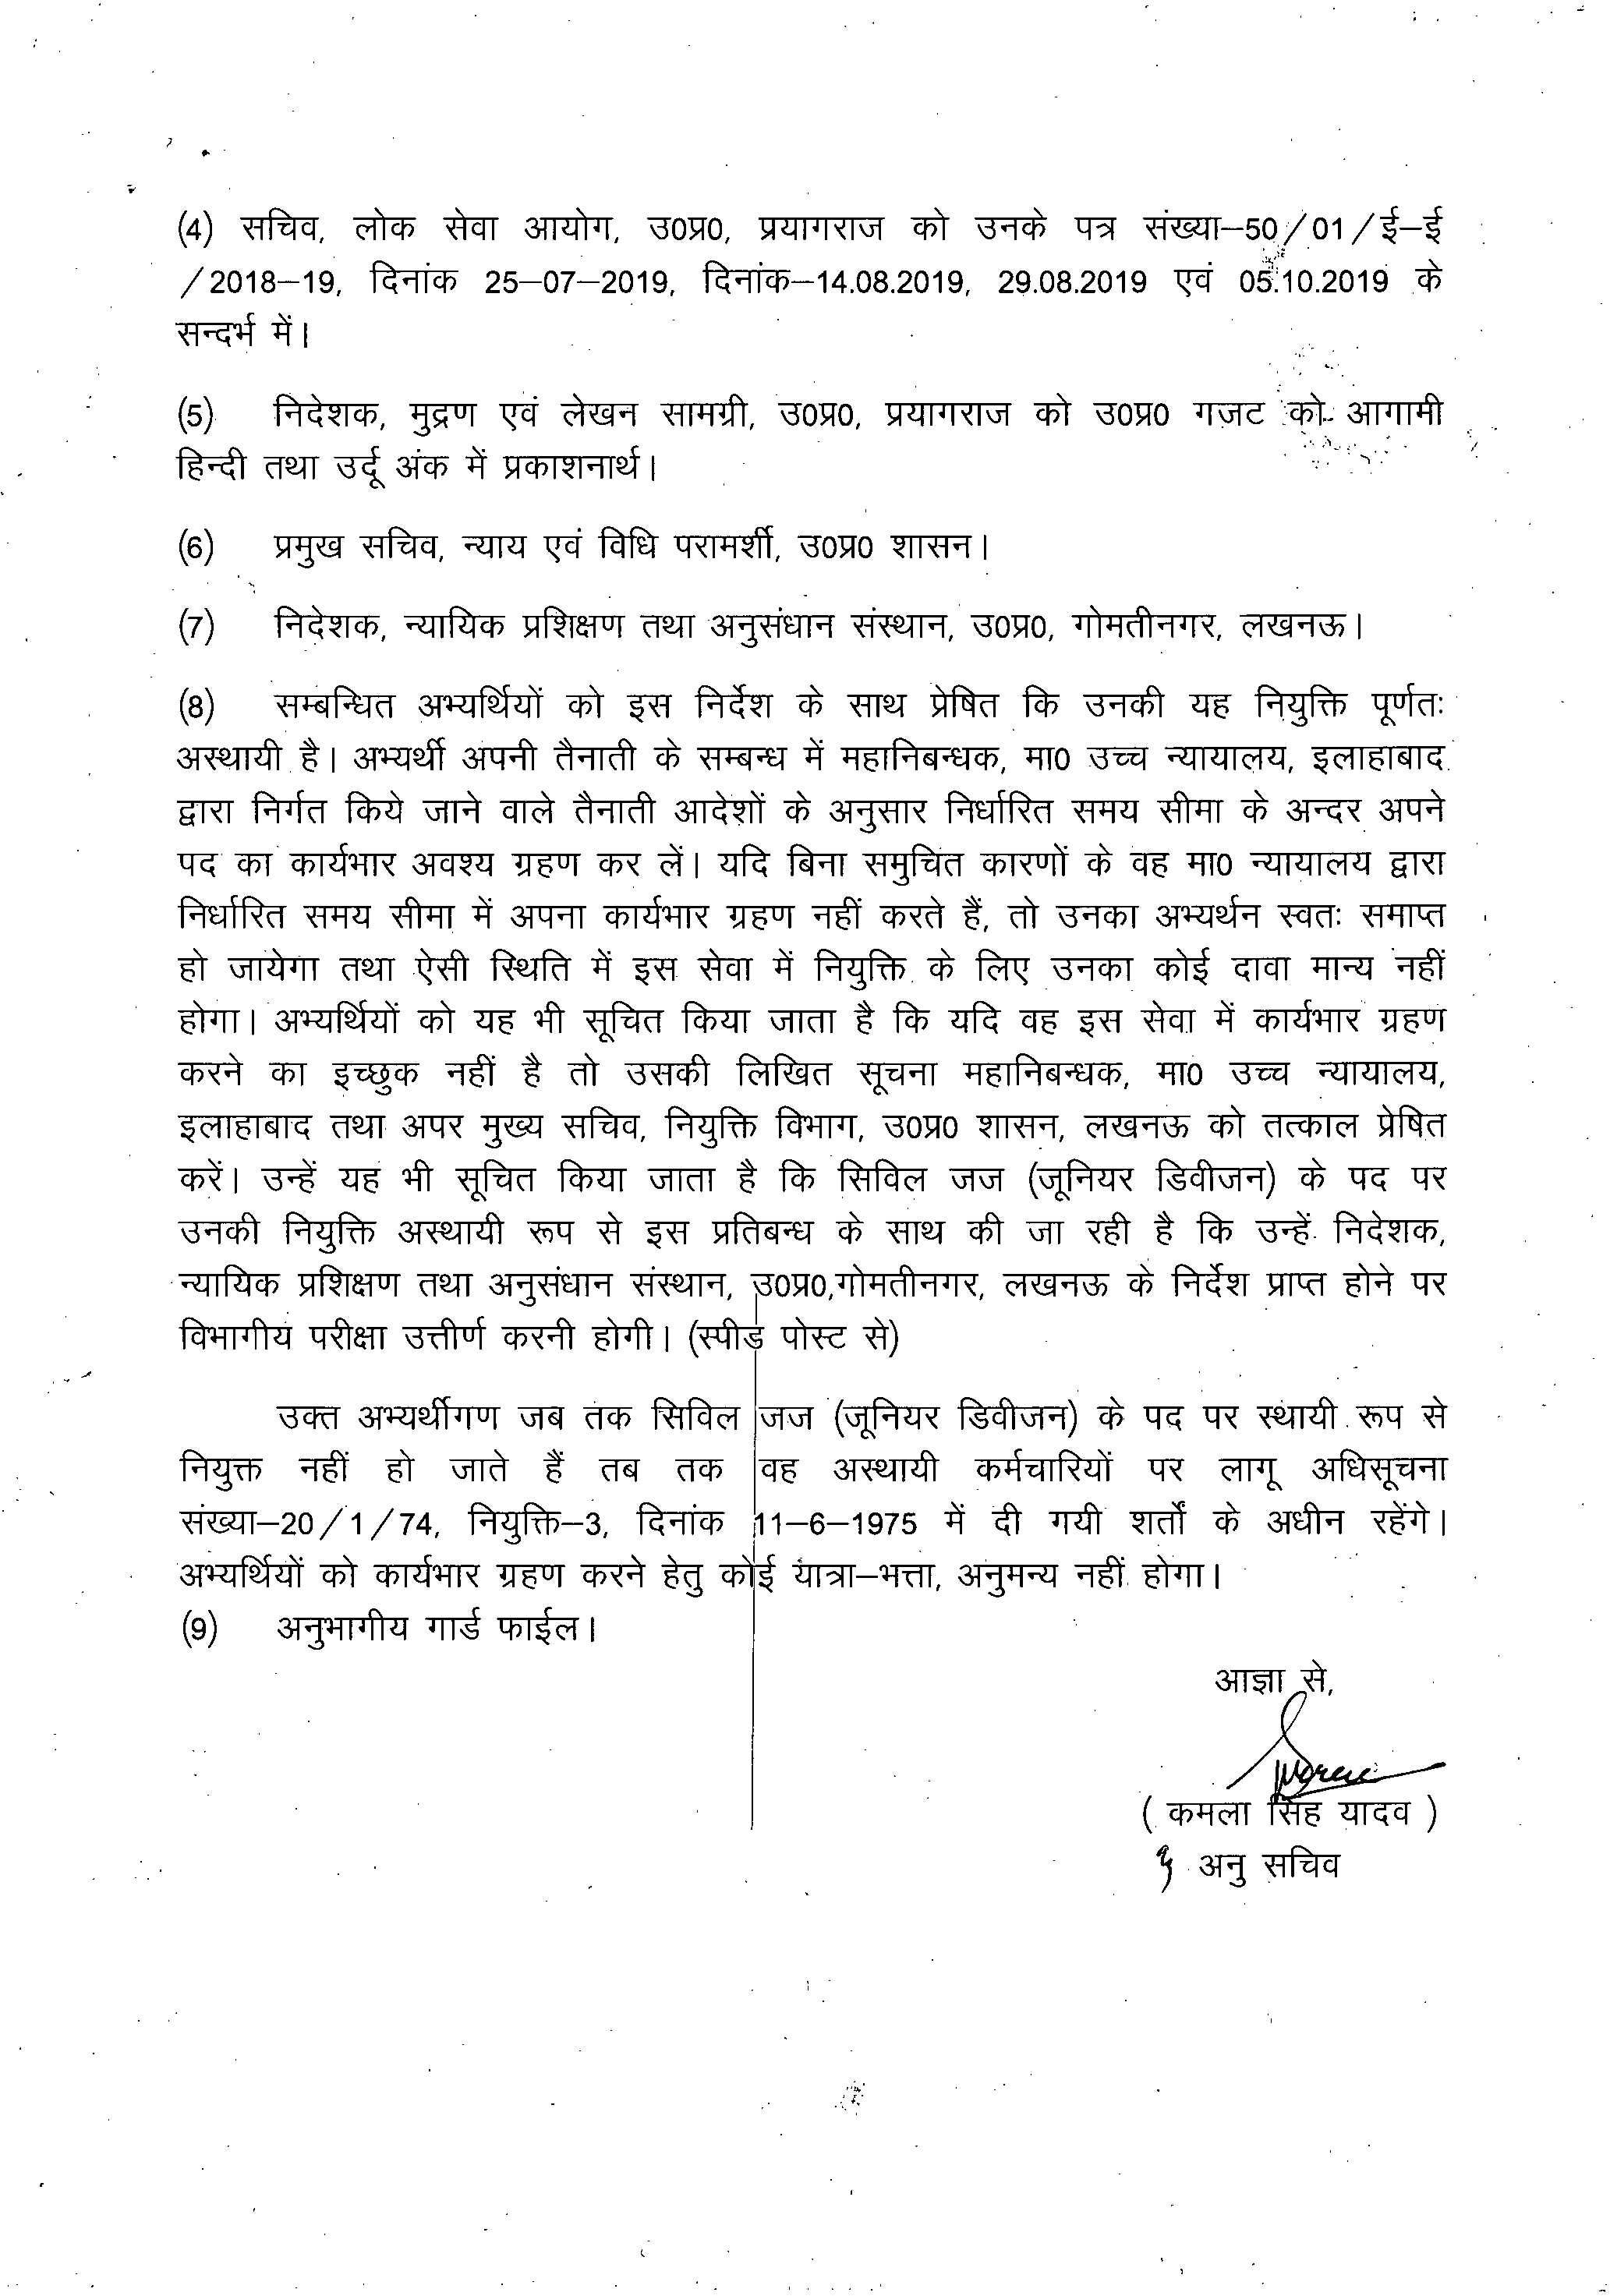 (4) सचिव, लोक सेवा आयोग, उ0प्र0, प्रयागराज को उनके पत्र संख्या–50/01/ई–ई
/2018–19, दिनांक 25–07–2019, दिनांक–14.08.2019, 29.08.2019 एवं 05.10.2019 के
सन्दर्भ में।
(5) निदेशक, मुद्रण एवं लेखन सामग्री, उ0प्र0, प्रयागराज को उ0प्र0 गजट को आगामी
हिन्दी तथा उर्दू अंक में प्रकाशनार्थ।
(6) प्रमुख सचिव, न्याय एवं विधि परामर्शी, उ0प्र0 शासन।
(7) निदेशक, न्यायिक प्रशिक्षण तथा अनुसंधान संस्थान, उ0प्र0, गोमतीनगर, लखनऊ।
(8) सम्बन्धित अभ्यर्थियों को इस निर्देश के साथ प्रेषित कि उनकी यह नियुक्ति पूर्णतः
अस्थायी है। अभ्यर्थी अपनी तैनाती के सम्बन्ध में महानिबन्धक, मा0 उच्च न्यायालय, इलाहाबाद
द्वारा निर्गत किये जाने वाले तैनाती आदेशों के अनुसार निर्धारित समय सीमा के अन्दर अपने
पद का कार्यभार अवश्य ग्रहण कर लें। यदि बिना समुचित कारणों के वह मा0 न्यायालय द्वारा
निर्धारित समय सीमा में अपना कार्यभार ग्रहण नहीं करते हैं, तो उनका अभ्यर्थन स्वतः समाप्त
हो जायेगा तथा ऐसी स्थिति में इस सेवा में नियुक्ति के लिए उनका कोई दावा मान्य नहीं
होगा। अभ्यर्थियों को यह भी सूचित किया जाता है कि यदि वह इस सेवा में कार्यभार ग्रहण
करने का इच्छुक नहीं है तो उसकी लिखित सूचना महानिबन्धक, मा0 उच्च न्यायालय,
इलाहाबाद तथा अपर मुख्य सचिव, नियुक्ति विभाग, उ0प्र0 शासन, लखनऊ को तत्काल प्रेषित
करें। उन्हें यह भी सूचित किया जाता है कि सिविल जज (जूनियर डिवीजन) के पद पर
उनकी नियुक्ति अस्थायी रूप से इस प्रतिबन्ध के साथ की जा रही है कि उन्हें निदेशक,
न्यायिक प्रशिक्षण तथा अनुसंधान संस्थान, उ0प्र0,गोमतीनगर, लखनऊ के निर्देश प्राप्त होने पर
विभागीय परीक्षा उत्तीर्ण करनी होगी। (स्पीड पोस्ट से)
उक्त अभ्यर्थीगण जब तक सिविल जज (जूनियर डिवीजन) के पद पर स्थायी रूप से
नियुक्त नहीं हो जाते हैं तब तक वह अस्थायी कर्मचारियों पर लागू अधिसूचना
संख्या–20/1/74, नियुक्ति–3, दिनांक 11–6–1975 में दी गयी शर्तों के अधीन रहेंगे।
अभ्यर्थियों को कार्यभार ग्रहण करने हेतु कोई यात्रा–भत्ता, अनुमन्य नहीं होगा।
(9) अनुभागीय गार्ड फाईल।
आज्ञा से,
( कमला सिंह यादव )
अनु सचिव